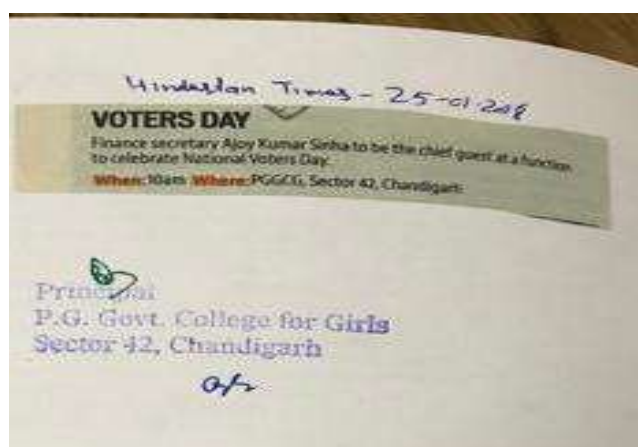 Hindustan Times - 25-01-2018
VOTERS DAY
Finance secretary Ajoy Kumar Sinha to be the chief guest at a function
to celebrate National Voters Day.
When: 10am Where: PGGCG, Sector 42, Chandigarh
Principal
P.G. Govt. College for Girls
Sector 42, Chandigarh